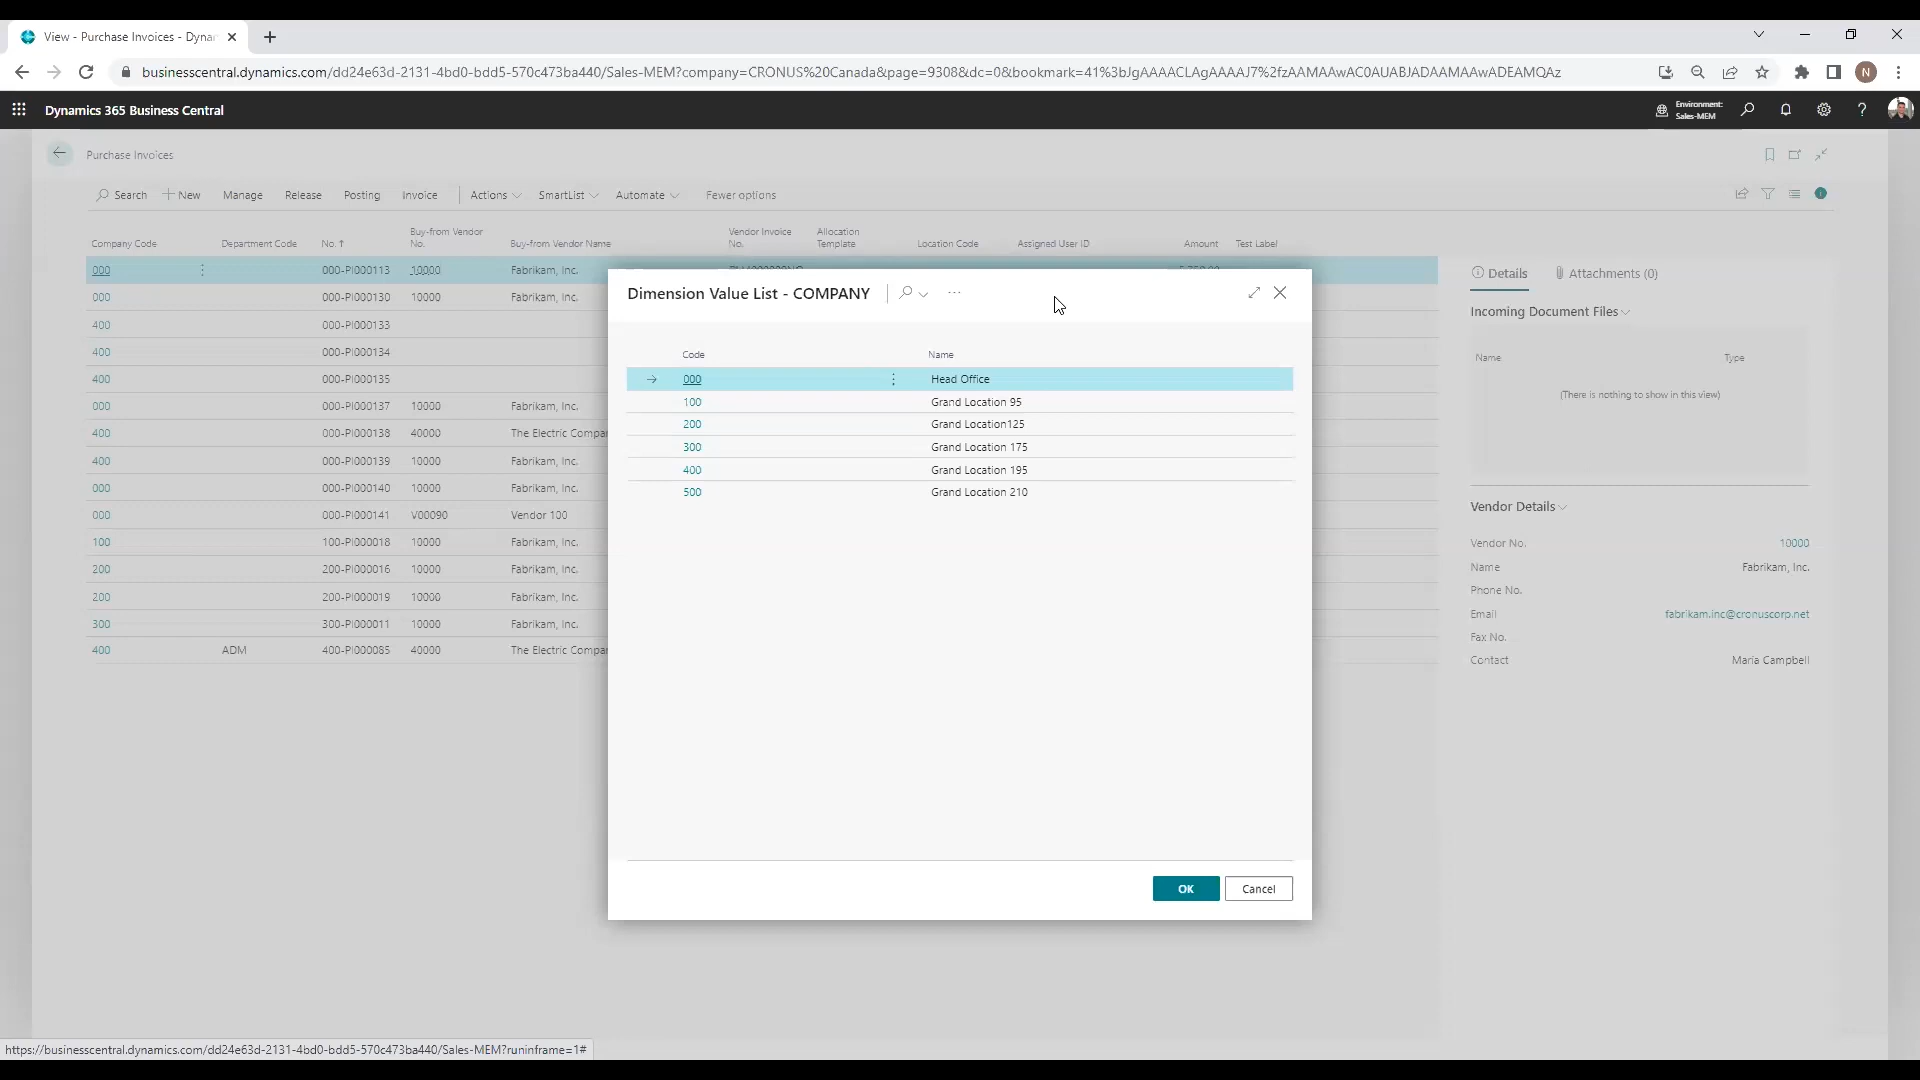 View - Purchase Invoices - Dyna
businesscentral.dynamics.com/dd24e63d-2131-4bd0-bdd5-570c473ba440/Sales-MEM?company=CRONUS%20Canada&page=9308&dc=0&bookmark=41%3bJgAAAACLAgAAAAJ7%2fzAAMAAwAC0AUABJADAAMAAwADEAMQAz
N
Dynamics 365 Business Central
Environment:
Sales-MEM
Purchase Invoices
Search New Manage Release Posting Invoice Actions SmartList Automate Fewer options
Company Code Department Code No. ↑ Buy-from Vendor No. Buy-from Vendor Name Vendor Invoice No. Allocation Template Location Code Assigned User ID Amount Test Label
000 000-PI000113 10000 Fabrikam, Inc.
000 000-PI000130 10000 Fabrikam, Inc.
400 000-PI000133
400 000-PI000134
400 000-PI000135
000 000-PI000137 10000 Fabrikam, Inc.
400 000-PI000138 40000 The Electric Compa
400 000-PI000139 10000 Fabrikam, Inc.
000 000-PI000140 10000 Fabrikam, Inc.
000 000-PI000141 V00090 Vendor 100
100 100-PI000018 10000 Fabrikam, Inc.
200 200-PI000016 10000 Fabrikam, Inc.
200 200-PI000019 10000 Fabrikam, Inc.
300 300-PI000011 10000 Fabrikam, Inc.
400 ADM 400-PI000085 40000 The Electric Compa
Dimension Value List - COMPANY
Code Name
000 Head Office
100 Grand Location 95
200 Grand Location125
300 Grand Location 175
400 Grand Location 195
500 Grand Location 210
OK Cancel
Details Attachments (0)
Incoming Document Files
Name Type
(There is nothing to show in this view)
Vendor Details
Vendor No. 10000
Name Fabrikam, Inc.
Phone No.
Email fabrikam.inc@cronuscorp.net
Fax No.
Contact Maria Campbell
https://businesscentral.dynamics.com/dd24e63d-2131-4bd0-bdd5-570c473ba440/Sales-MEM?runinframe=1#